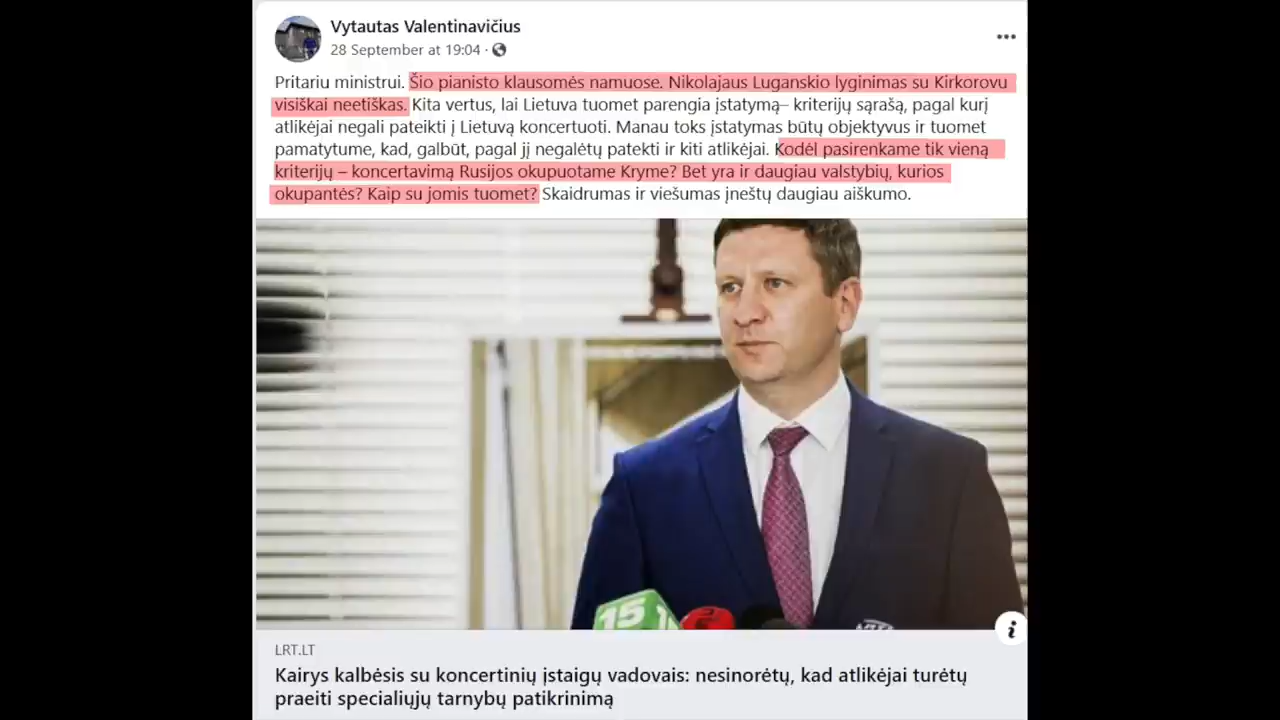 Vytautas Valentinavičius
28 September at 19:04 ·
Pritariu ministrui. Šio pianisto klausomės namuose. Nikolajaus Luganskio lyginimas su Kirkorovu
visiškai neetiškas. Kita vertus, lai Lietuva tuomet parengia įstatymą– kriterijų sąrašą, pagal kurį
atlikėjai negali pateikti į Lietuvą koncertuoti. Manau toks įstatymas būtų objektyvus ir tuomet
pamatytume, kad, galbūt, pagal jį negalėtų patekti ir kiti atlikėjai. Kodėl pasirenkame tik vieną
kriterijų – koncertavimą Rusijos okupuotame Kryme? Bet yra ir daugiau valstybių, kurios
okupantės? Kaip su jomis tuomet? Skaidrumas ir viešumas įneštų daugiau aiškumo.
15
LRT.LT
Kairys kalbėsis su koncertinių įstaigų vadovais: nesinorėtų, kad atlikėjai turėtų
praeiti specialiųjų tarnybų patikrinimą